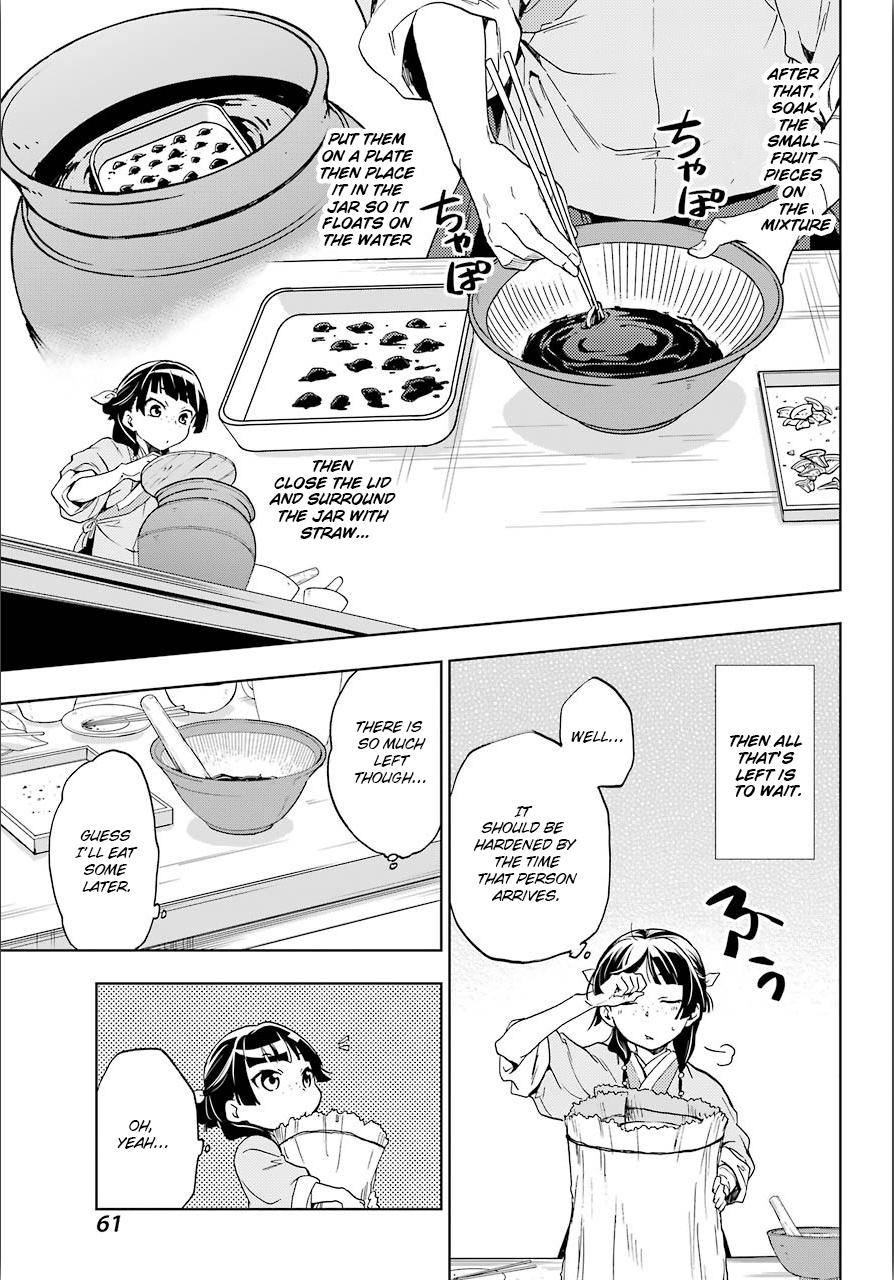 AFTER
THAT,
SOAK
THE
SMALL
FRUIT
PIECES
ON
THE
MIXTURE
ちゃぽ
ちゃぽ
PUT THEM
ON A PLATE
THEN PLACE
IT IN THE
JAR SO IT
FLOATS ON
THE WATER
THEN
CLOSE THE LID
AND SURROUND
THE JAR WITH
STRAW...
THEN ALL
THAT'S
LEFT IS
TO WAIT.
WELL...
IT
SHOULD BE
HARDENED BY
THE TIME
THAT PERSON
ARRIVES.
ふぅ
THERE IS
SO MUCH
LEFT
THOUGH...
GUESS
I'LL EAT
SOME
LATER.
OH,
YEAH...
61